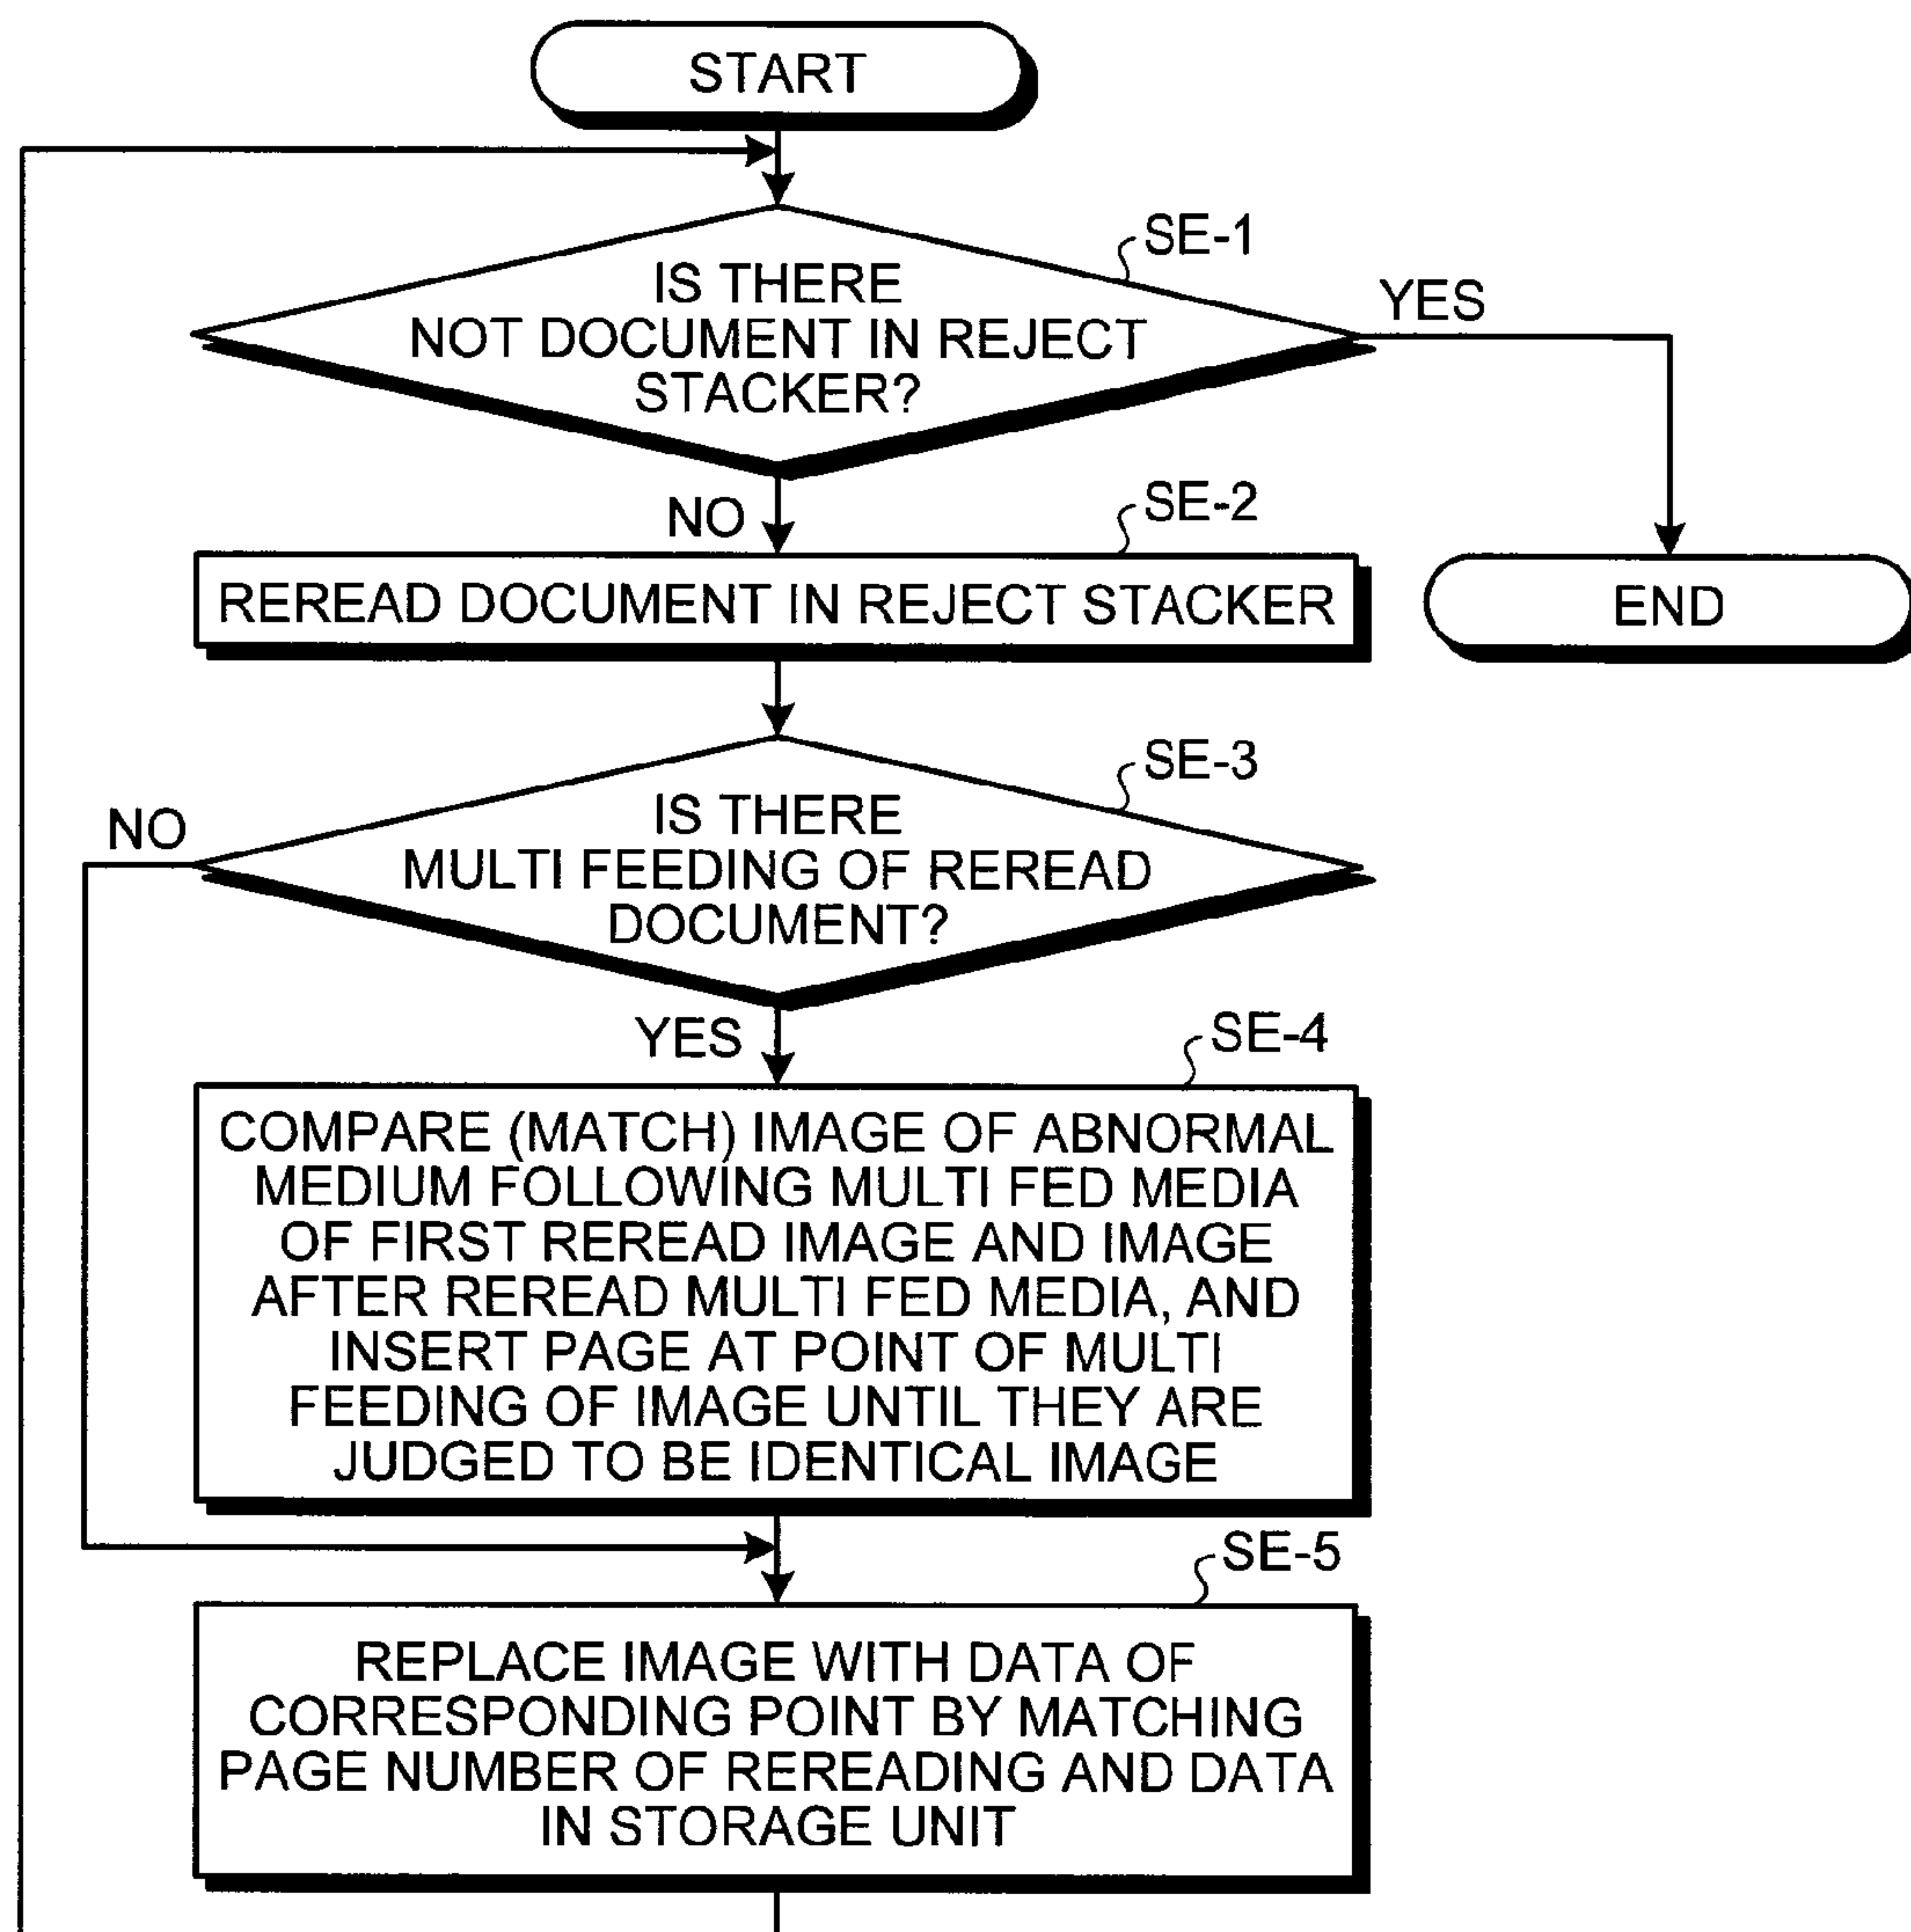 START
SE-1
IS THERE
NOT DOCUMENT IN REJECT
STACKER?
YES
NO
SE-2
REREAD DOCUMENT IN REJECT STACKER
END
SE-3
IS THERE
MULTI FEEDING OF REREAD
DOCUMENT?
NO
YES
SE-4
COMPARE (MATCH) IMAGE OF ABNORMAL
MEDIUM FOLLOWING MULTI FED MEDIA
OF FIRST REREAD IMAGE AND IMAGE
AFTER REREAD MULTI FED MEDIA, AND
INSERT PAGE AT POINT OF MULTI
FEEDING OF IMAGE UNTIL THEY ARE
JUDGED TO BE IDENTICAL IMAGE
SE-5
REPLACE IMAGE WITH DATA OF
CORRESPONDING POINT BY MATCHING
PAGE NUMBER OF REREADING AND DATA
IN STORAGE UNIT